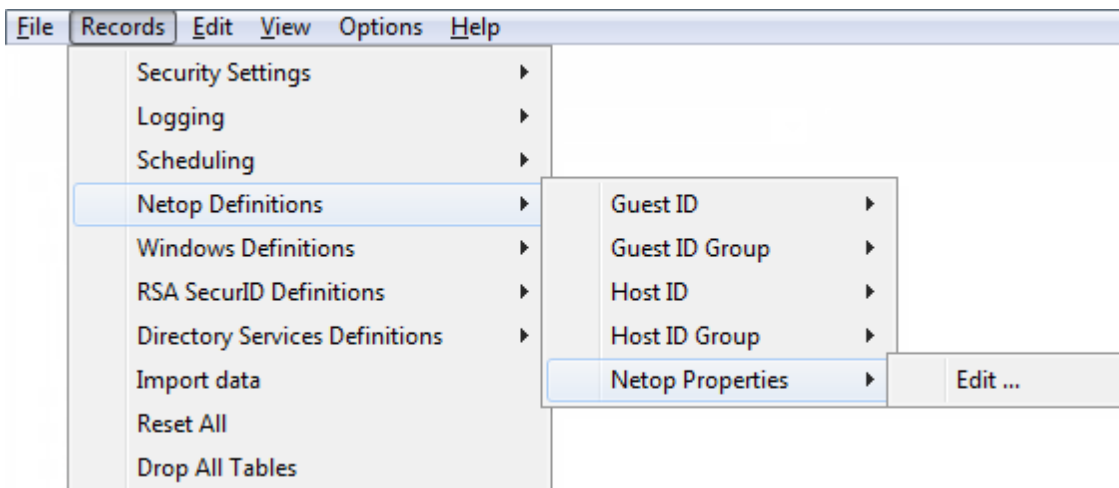 File Records Edit View Options Help
Security Settings
Logging
Scheduling
Netop Definitions
Windows Definitions
RSA SecurID Definitions
Directory Services Definitions
Import data
Reset All
Drop All Tables
Guest ID
Guest ID Group
Host ID
Host ID Group
Netop Properties
Edit ...